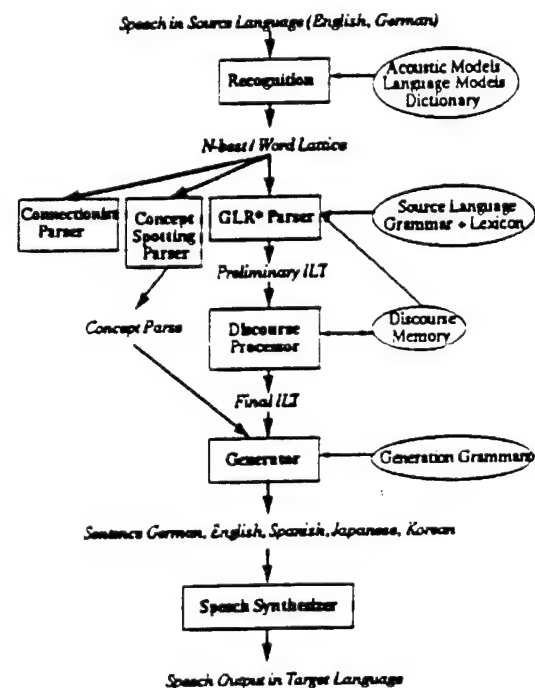 Speech in Source Language (English, German)
Recognition
Acoustic Models
Language Models
Dictionary
N-best / Word Lattice
Connectionist
Parser
Concept
Spotting
Parser
GLR* Parser
Source Language
Grammar + Lexicon
Preliminary ILT
Concept Parse
Discourse
Processor
Discourse
Memory
Final ILT
Generator
Generation Grammars
Sentence German, English, Spanish, Japanese, Korean
Speech Synthesizer
Speech Output in Target Language